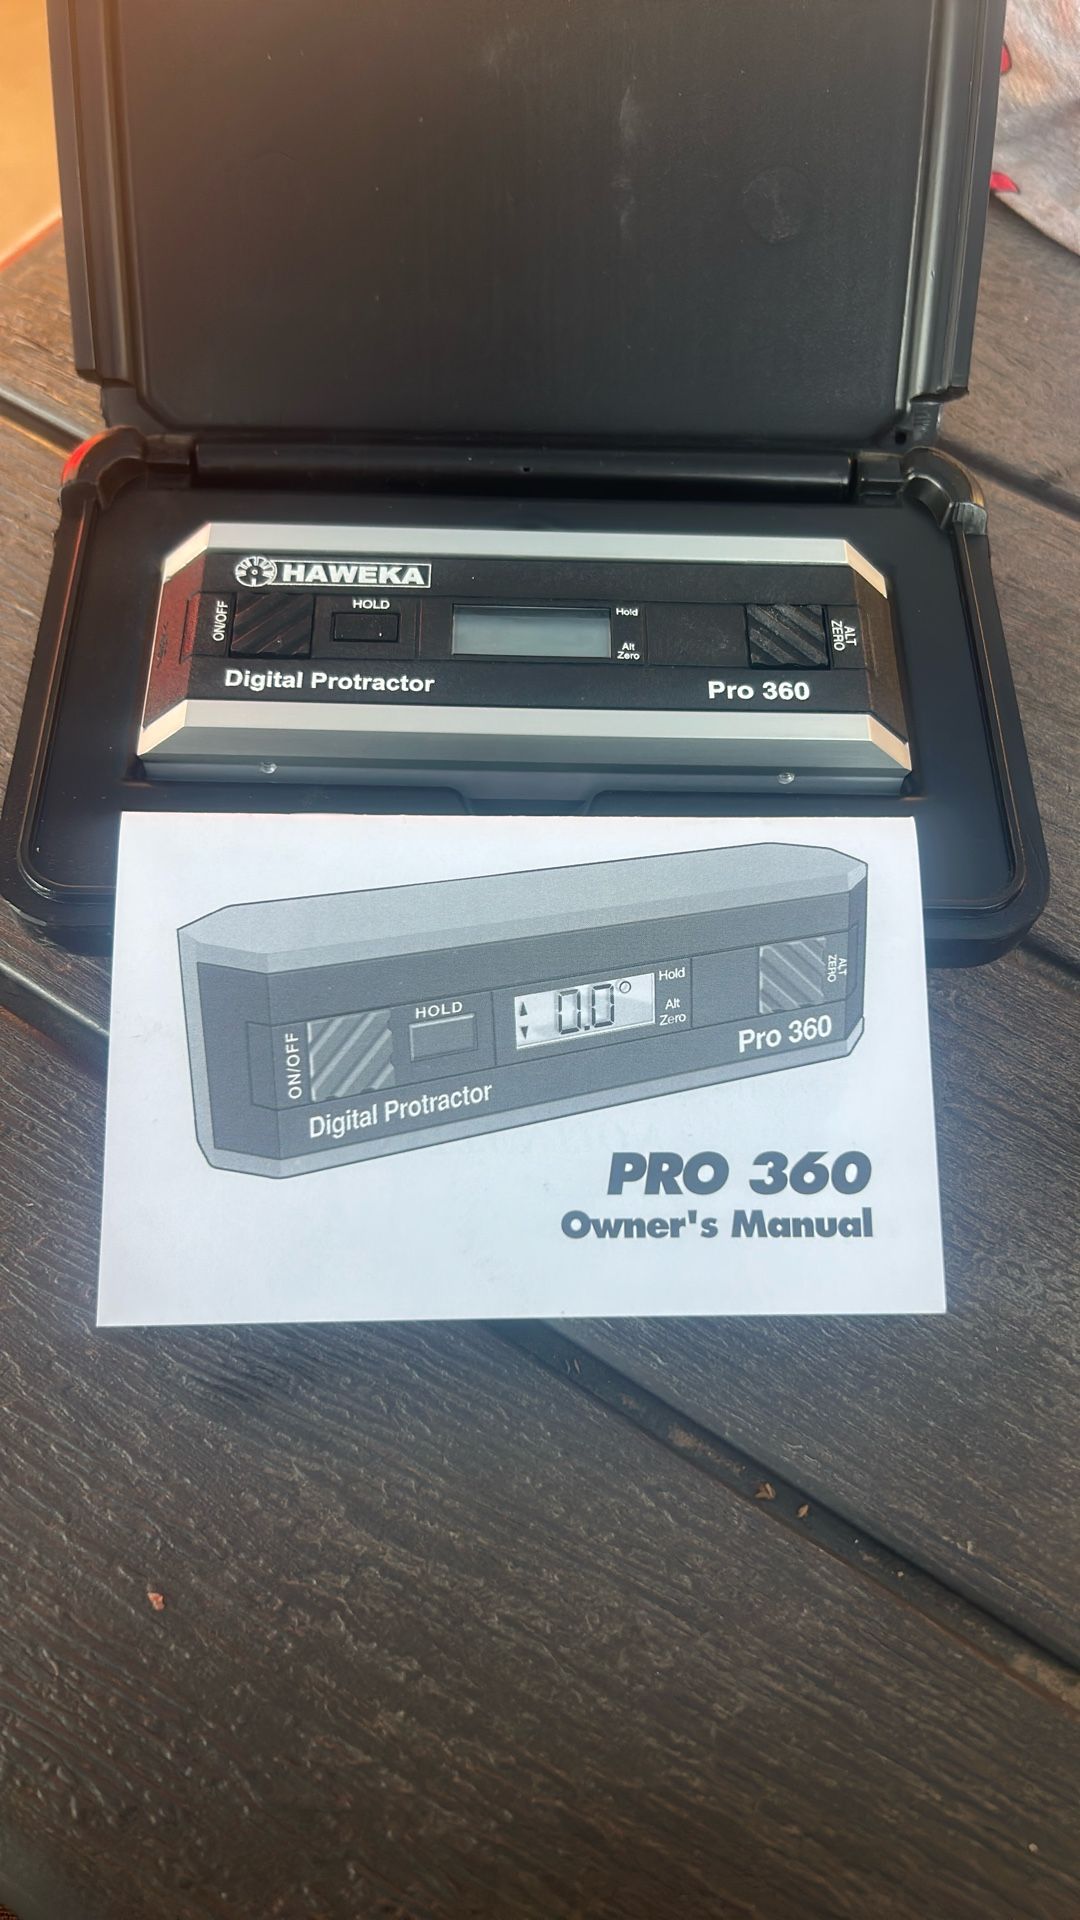 HAWEKA
ON/OFF
HOLD
Hold
Alt
Zero
ALT
ZERO
Digital Protractor
Pro 360
ON/OFF
HOLD
0.0°
Hold
Alt
Zero
ALT
ZERO
Digital Protractor
Pro 360
PRO 360
Owner's Manual